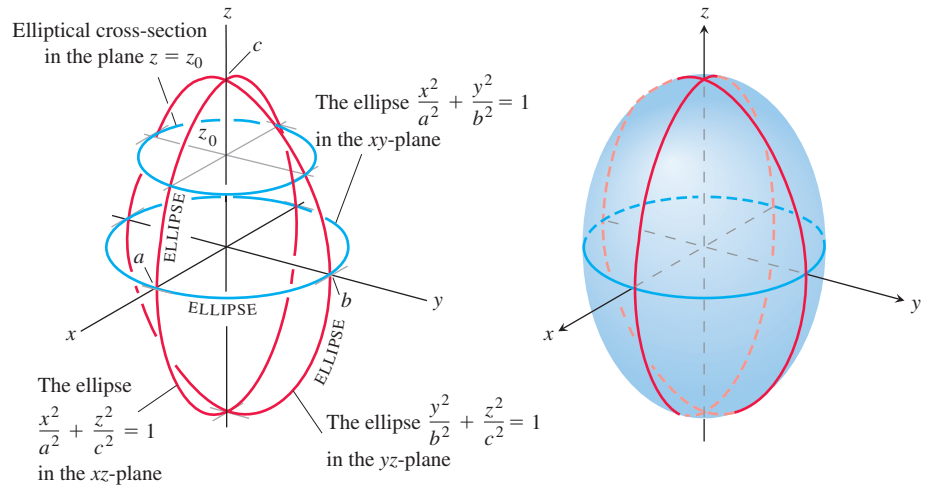 z
c
Elliptical cross-section
in the plane z = z₀
The ellipse x²/a² + y²/b² = 1
in the xy-plane
z₀
ELLIPSE
a
ELLIPSE
b
y
x
ELLIPSE
The ellipse
x²/a² + z²/c² = 1
in the xz-plane
The ellipse y²/b² + z²/c² = 1
in the yz-plane
z
x
y